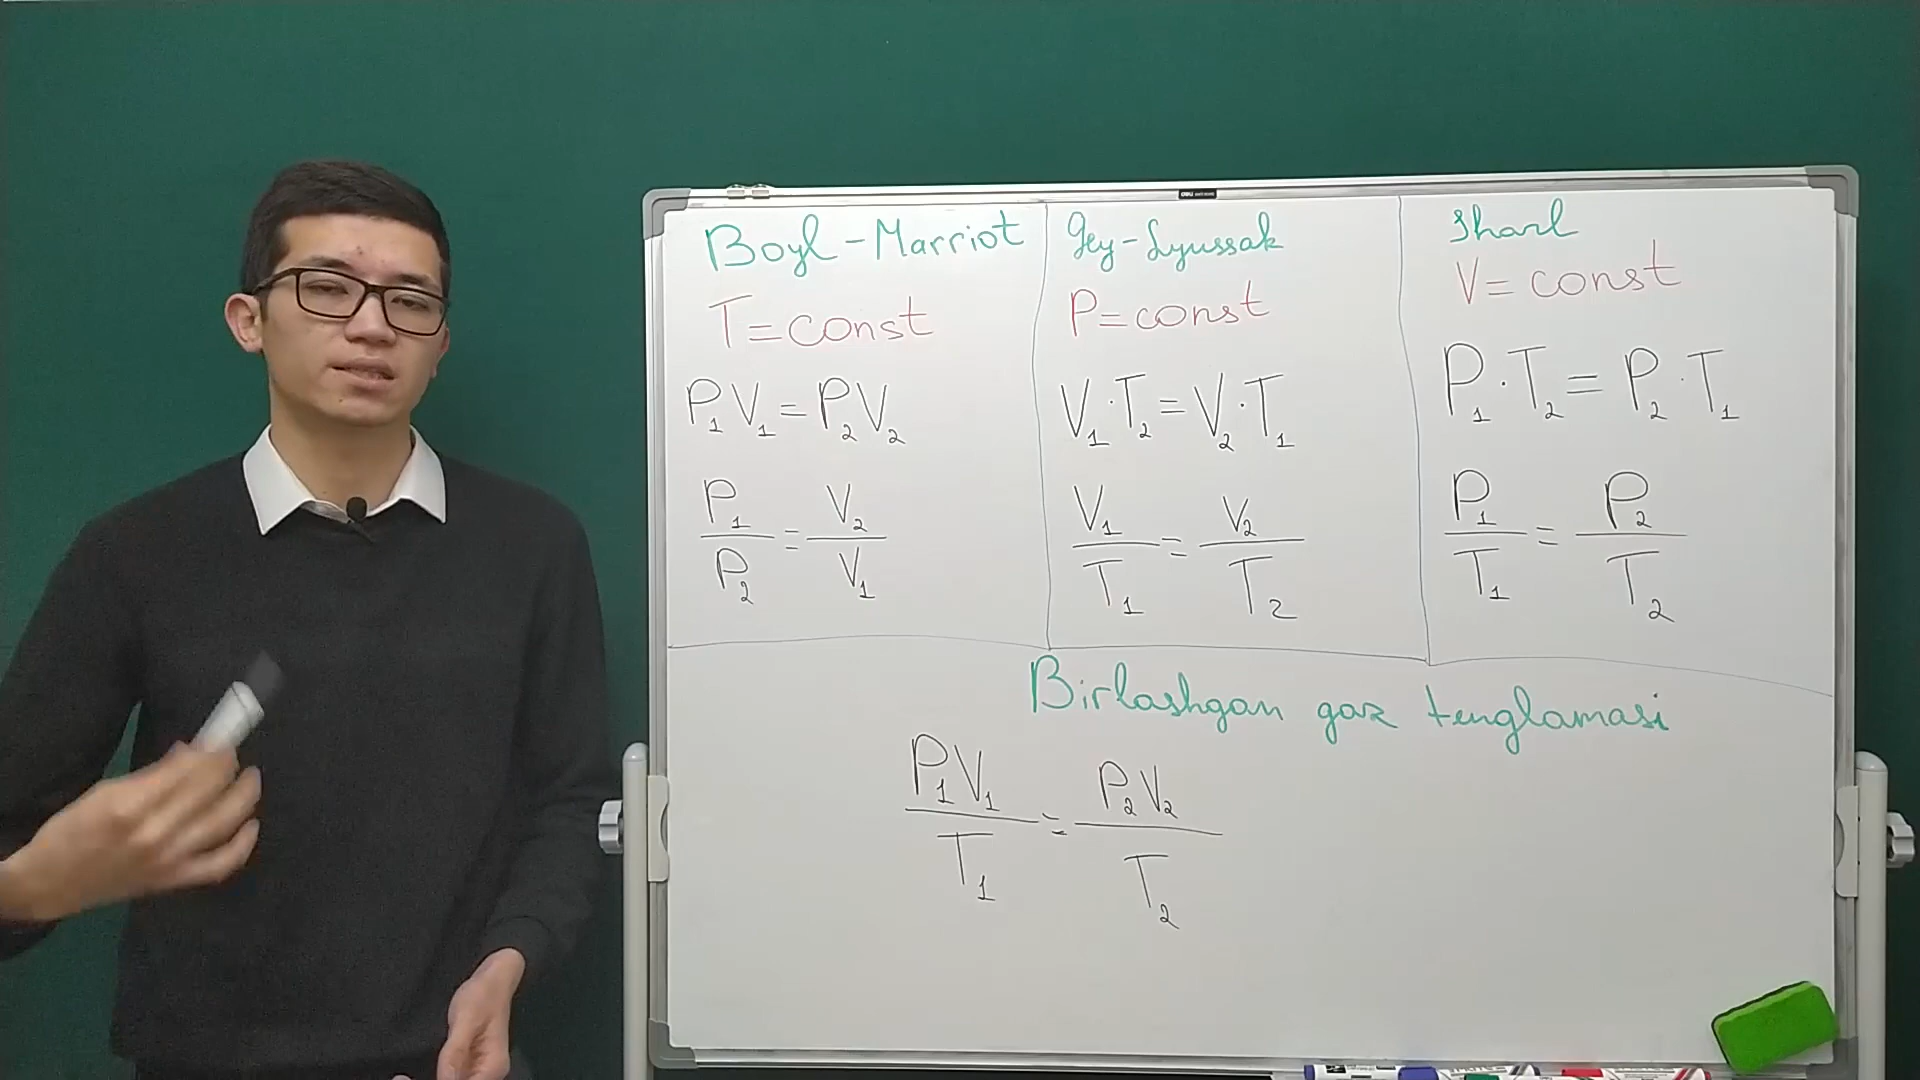 deli
Boyl-Marriot
T=const
P₁V₁=P₂V₂
P₁/P₂=V₂/V₁
Gey-Lyussak
P=const
V₁·T₂=V₂·T₁
V₁/T₁=V₂/T₂
Sharl
V=const
P₁·T₂=P₂·T₁
P₁/T₁=P₂/T₂
Birlashgan gaz tenglamasi
P₁V₁/T₁=P₂V₂/T₂